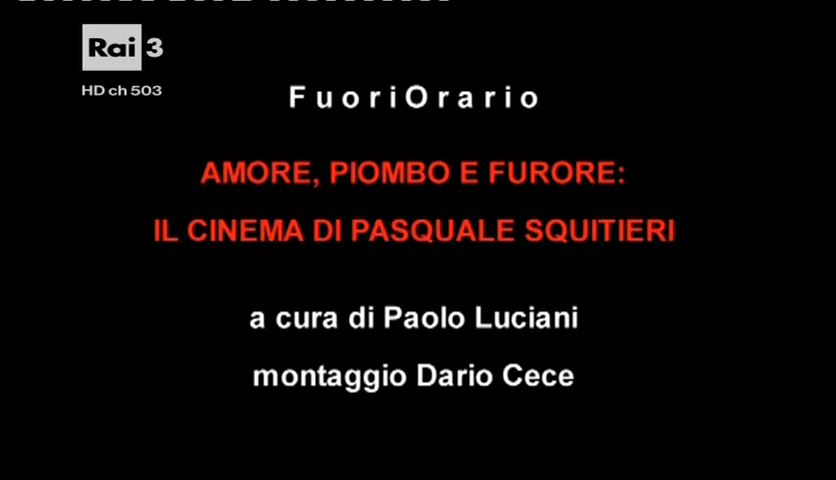 Rai 3
HD ch 503
FuoriOrario
AMORE, PIOMBO E FURORE:
IL CINEMA DI PASQUALE SQUITIERI
a cura di Paolo Luciani
montaggio Dario Cece